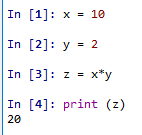 In [1]: x = 10
In [2]: y = 2
In [3]: z = x*y
In [4]: print (z)
20